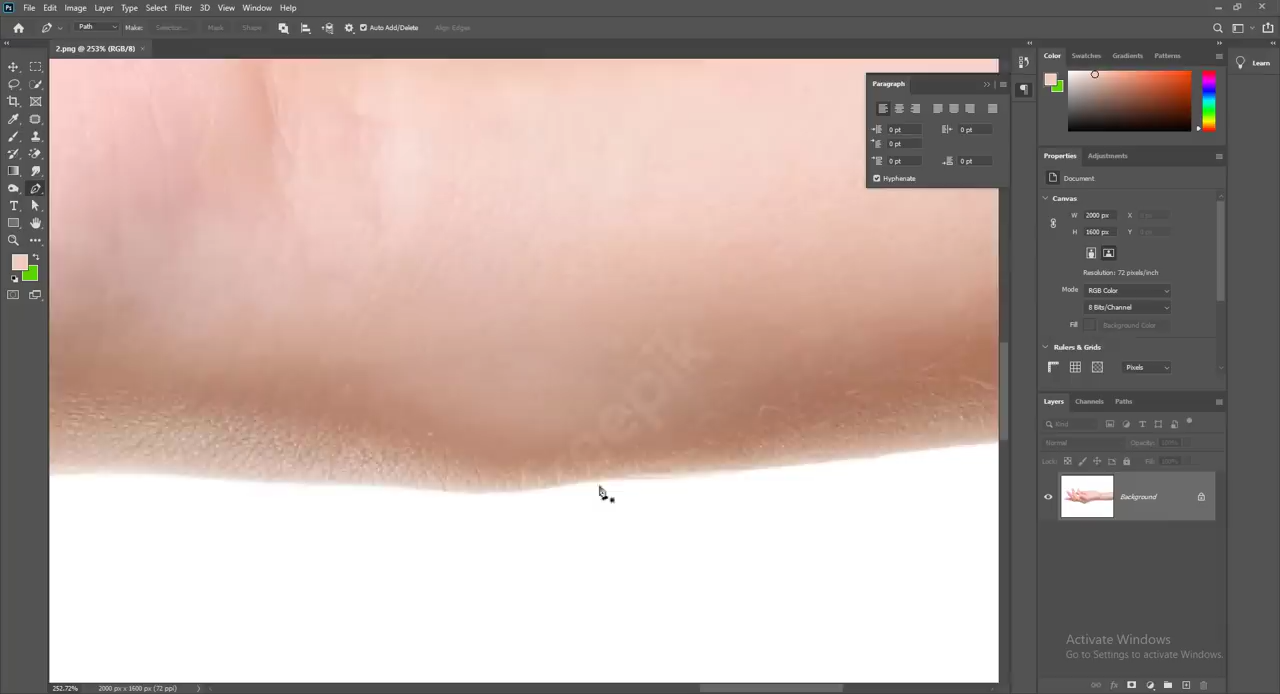 Ps File Edit Image Layer Type Select Filter 3D View Window Help
Path Make: Selection... Mask Shape Auto Add/Delete Align Edges
2.png @ 253% (RGB/8) ×
Paragraph
0 pt 0 pt
0 pt
0 pt 0 pt
Hyphenate
Color Swatches Gradients Patterns
Learn
Properties Adjustments
Document
Canvas
W 2000 px X
H 1600 px Y
Resolution: 72 pixels/inch
Mode RGB Color
8 Bits/Channel
Fill Background Color
Rulers & Grids
Pixels
Layers Channels Paths
Kind
Normal Opacity: 100%
Lock: Fill: 100%
Background
Activate Windows
Go to Settings to activate Windows.
252.72% 2000 px x 1600 px (72 ppi)